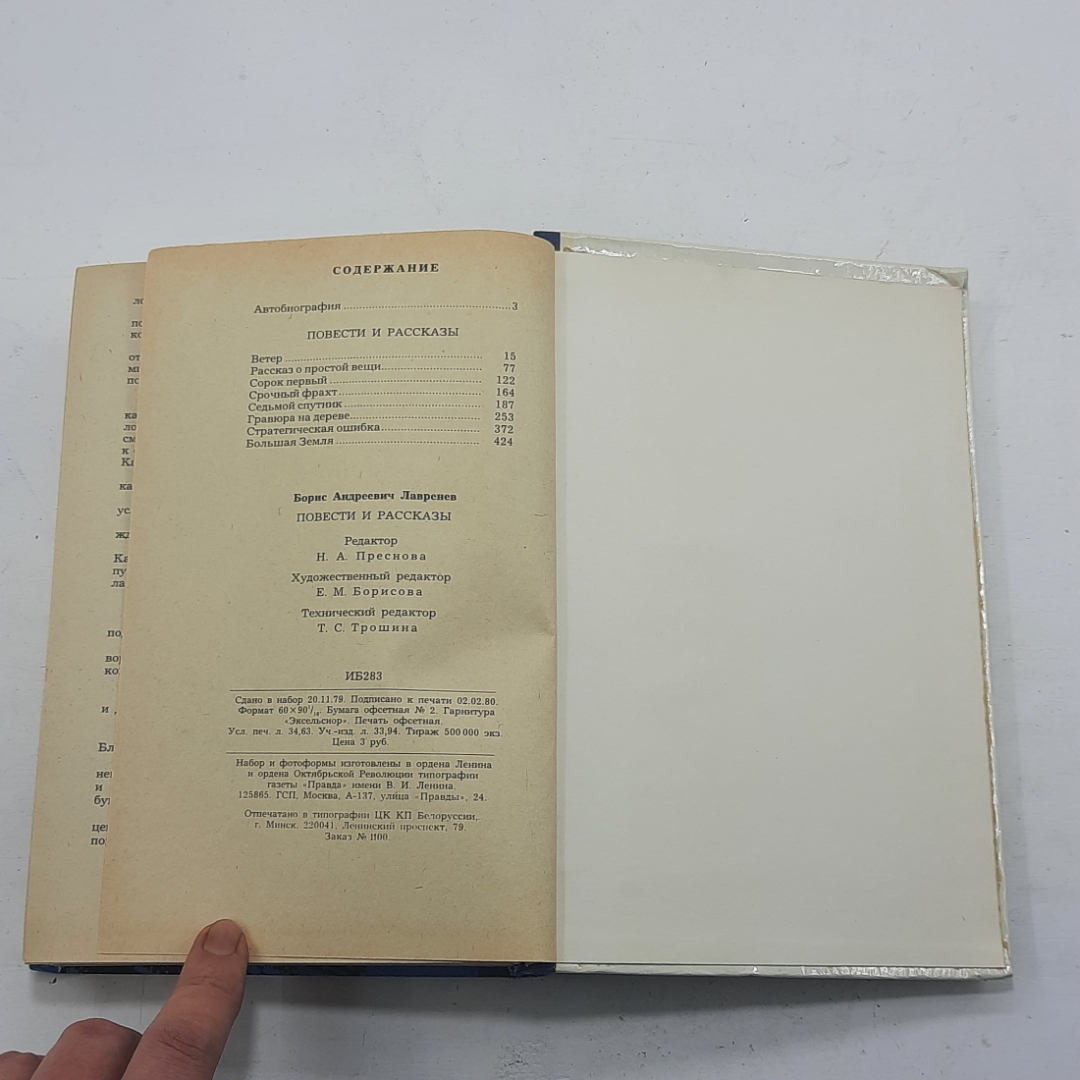 СОДЕРЖАНИЕ
Автобиография 3
ПОВЕСТИ И РАССКАЗЫ
Ветер 15
Рассказ о простой вещи 77
Сорок первый 122
Срочный фрахт 164
Седьмой спутник 187
Гравюра на дереве 253
Стратегическая ошибка 372
Большая Земля 424
Борис Андреевич Лавренев
ПОВЕСТИ И РАССКАЗЫ
Редактор
Н. А. Преснова
Художественный редактор
Е. М. Борисова
Технический редактор
Т. С. Трошина
ИБ283
Сдано в набор 20.11.79. Подписано к печати 02.02.80.
Формат 60×90¹/₁₆. Бумага офсетная № 2. Гарнитура
«Эксельсиор». Печать офсетная.
Усл. печ. л. 34,63. Уч.-изд. л. 33,94. Тираж 500 000 экз.
Цена 3 руб.
Набор и фотоформы изготовлены в ордена Ленина
и ордена Октябрьской Революции типографии
газеты «Правда» имени В. И. Ленина.
125865. ГСП, Москва, А-137, улица «Правды», 24.
Отпечатано в типографии ЦК КП Белоруссии,
г. Минск. 220041, Ленинский проспект, 79.
Заказ № 1100.